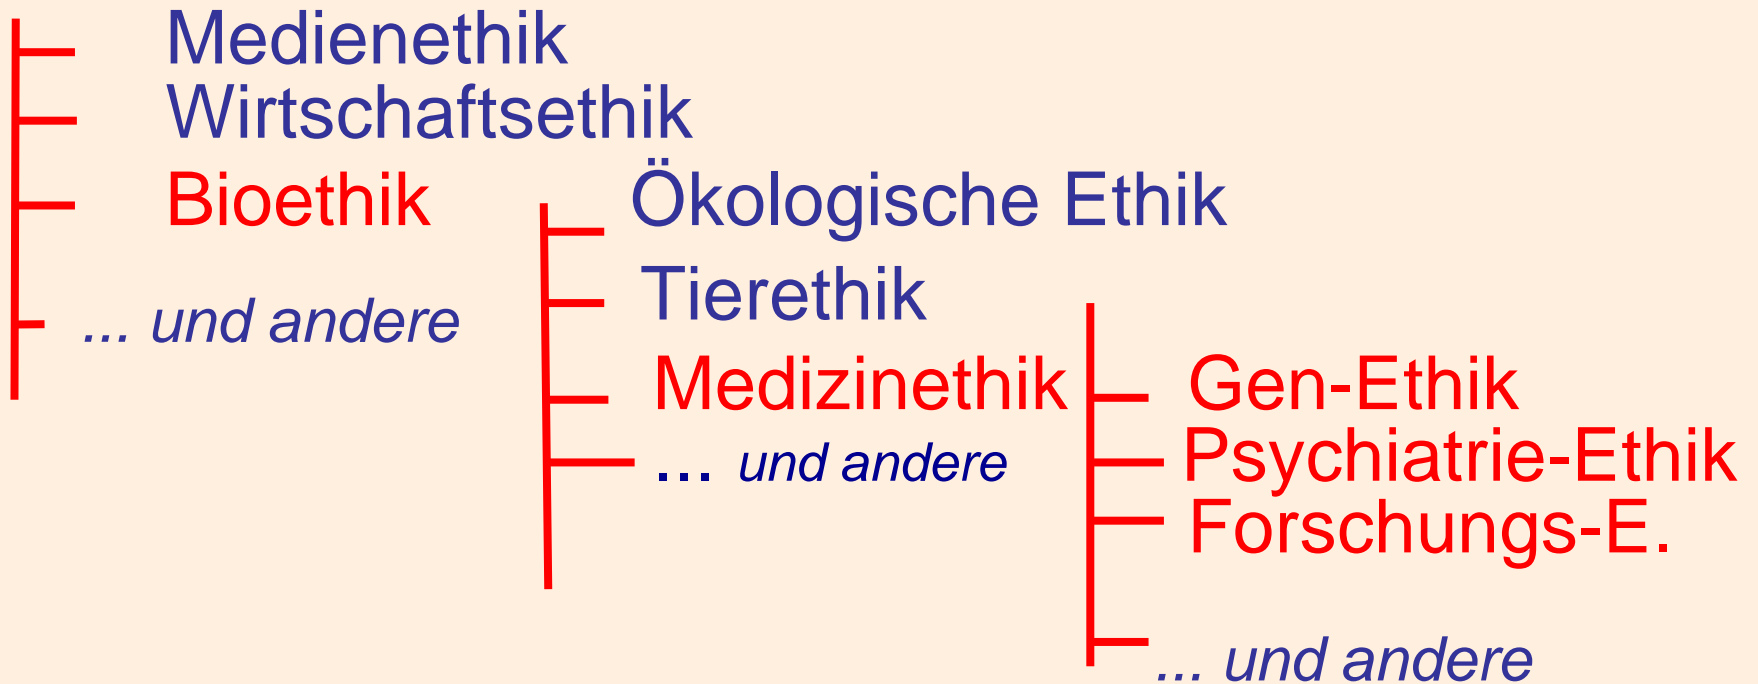 Medienethik
Wirtschaftsethik
Bioethik
... und andere
Ökologische Ethik
Tierethik
Medizinethik
... und andere
Gen-Ethik
Psychiatrie-Ethik
Forschungs-E.
... und andere